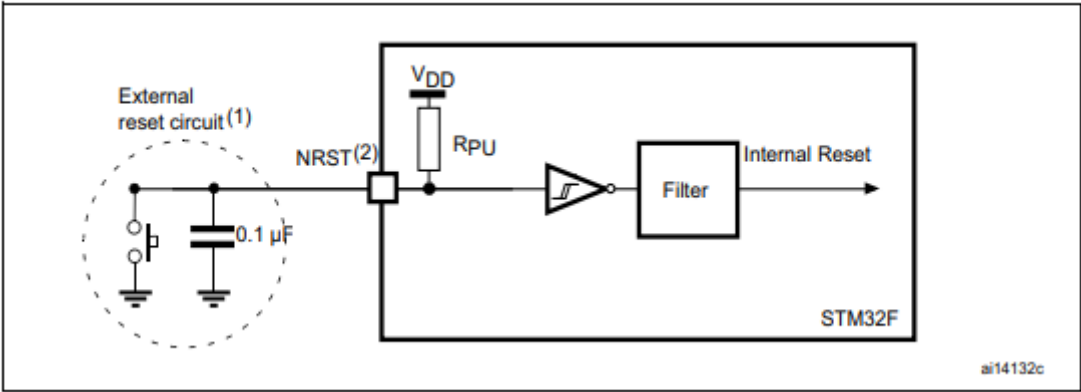 External
reset circuit(1)
NRST(2)
VDD
RPU
0.1 µF
Filter
Internal Reset
STM32F
ai14132c